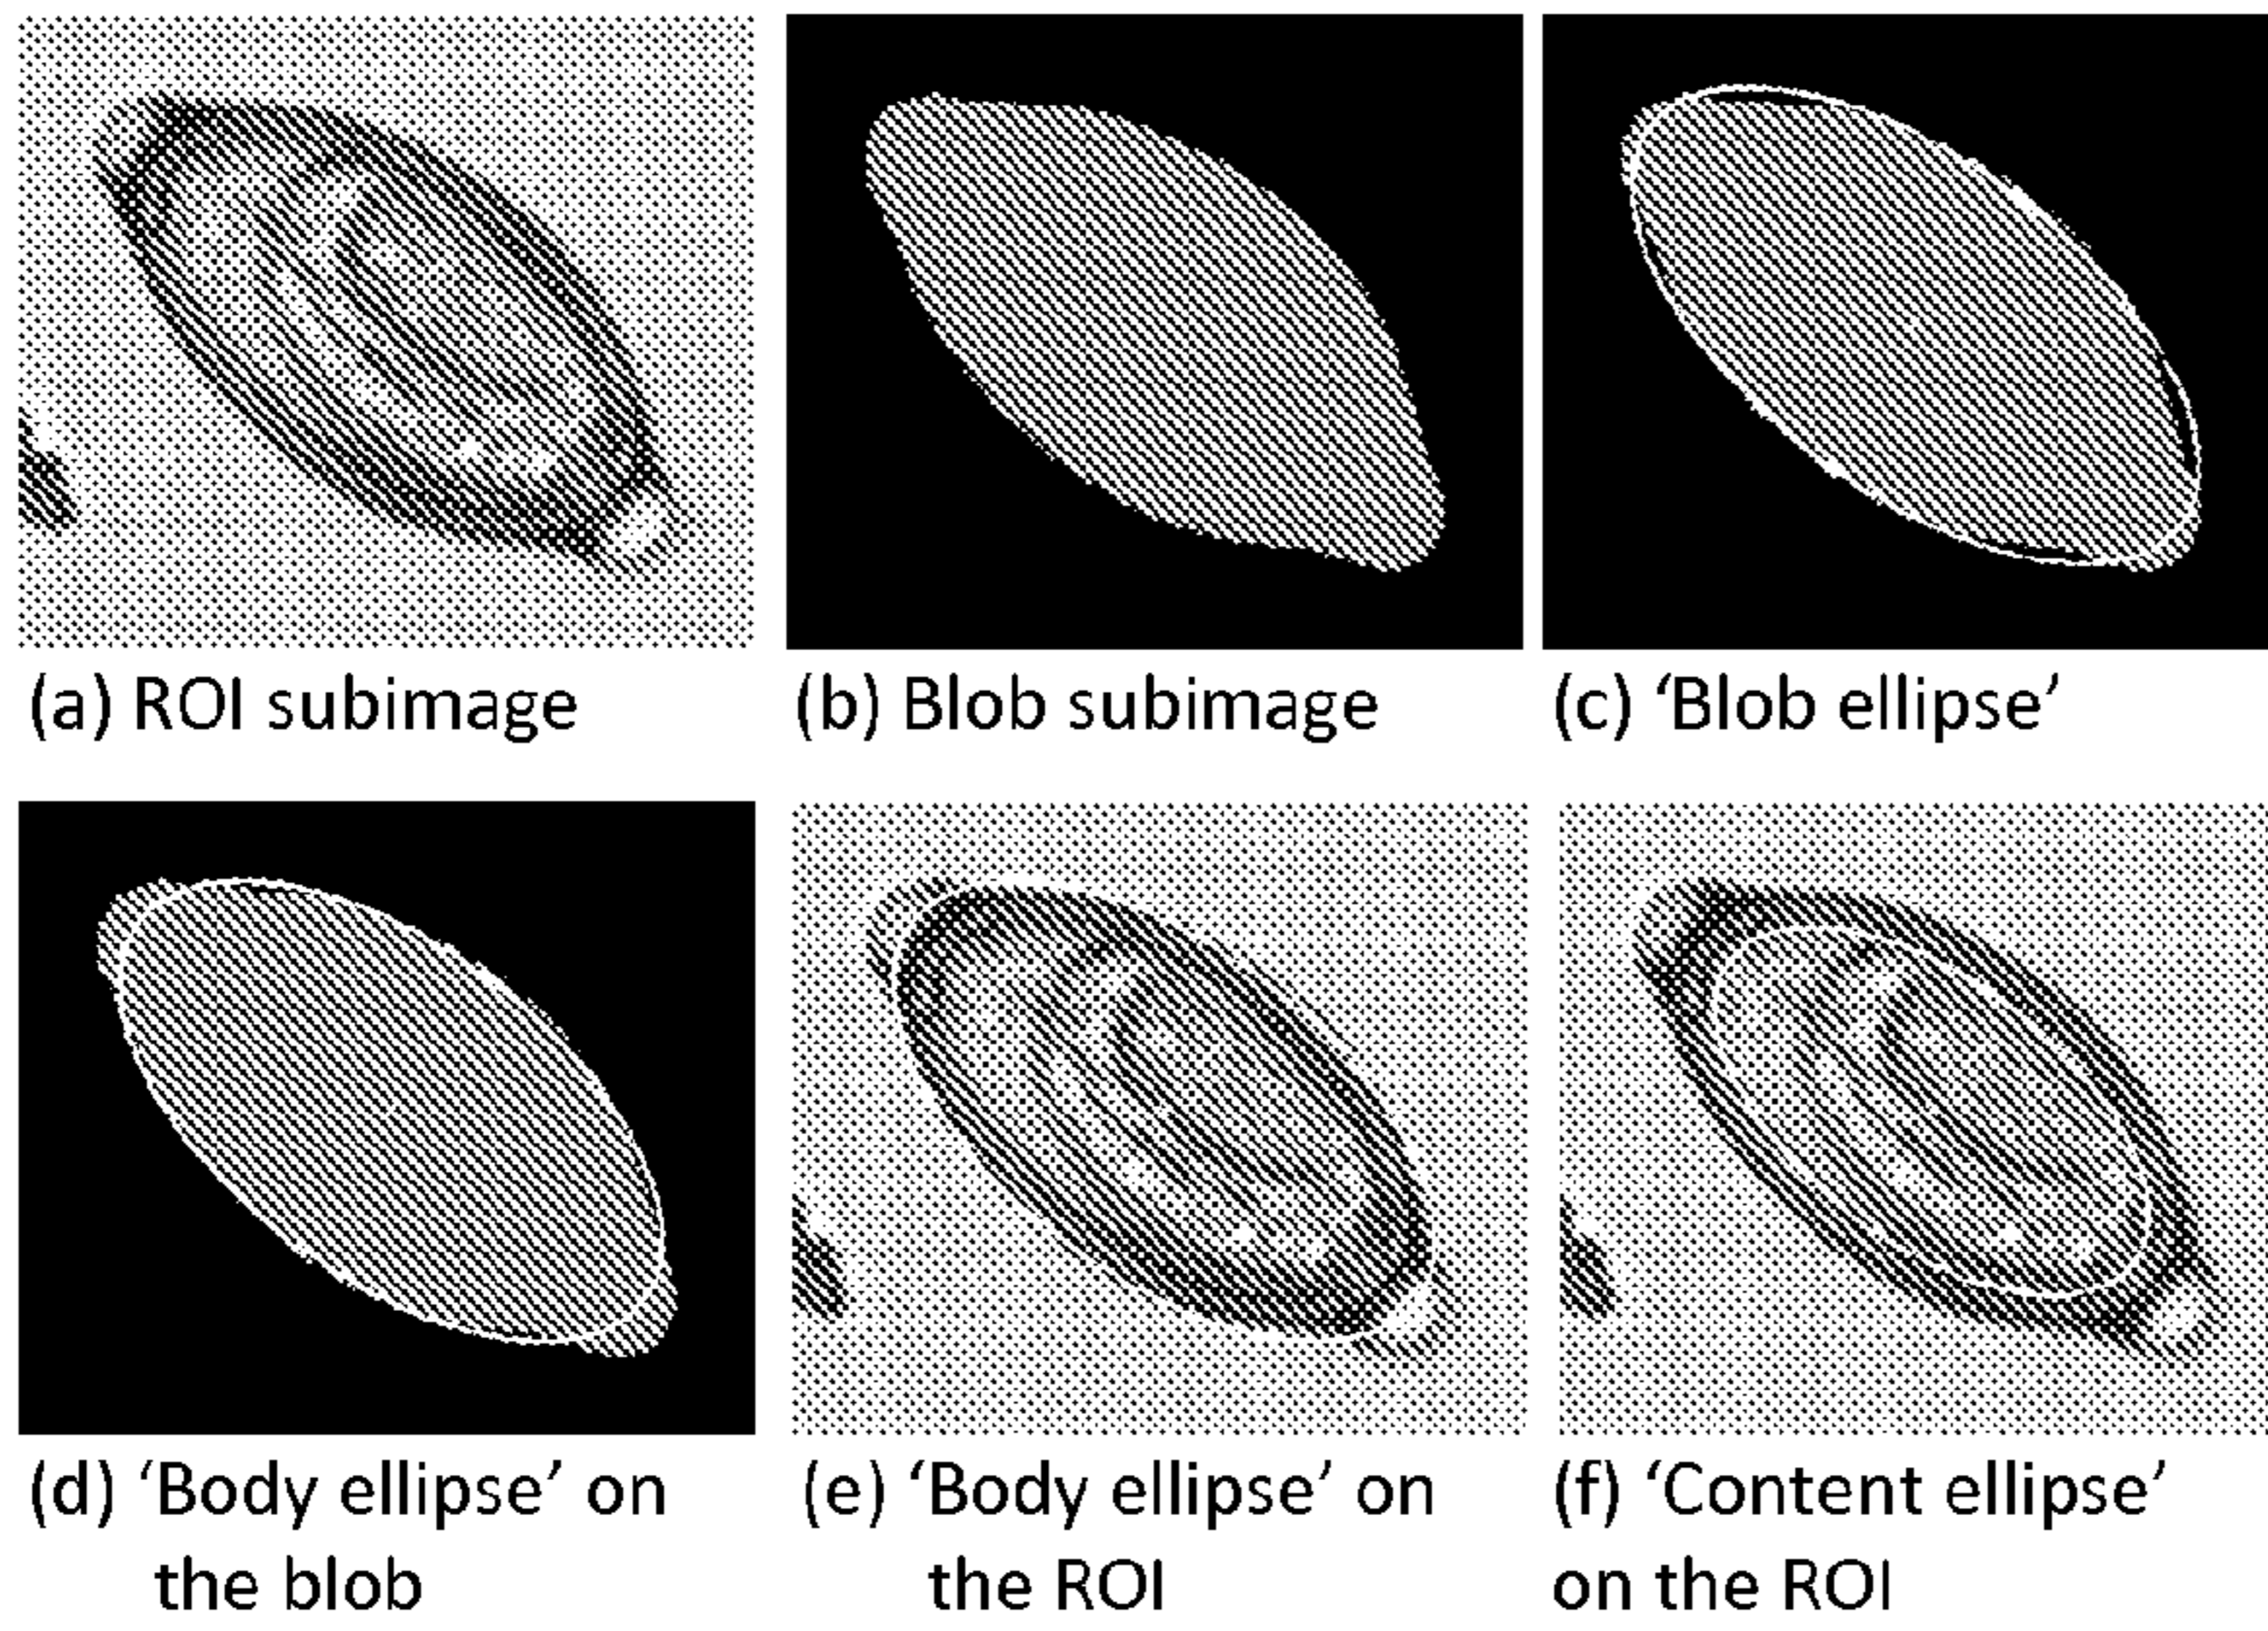 (a) ROI subimage
(b) Blob subimage
(c) ‘Blob ellipse’
(d) ‘Body ellipse’ on
the blob
(e) ‘Body ellipse’ on
the ROI
(f) ‘Content ellipse’
on the ROI